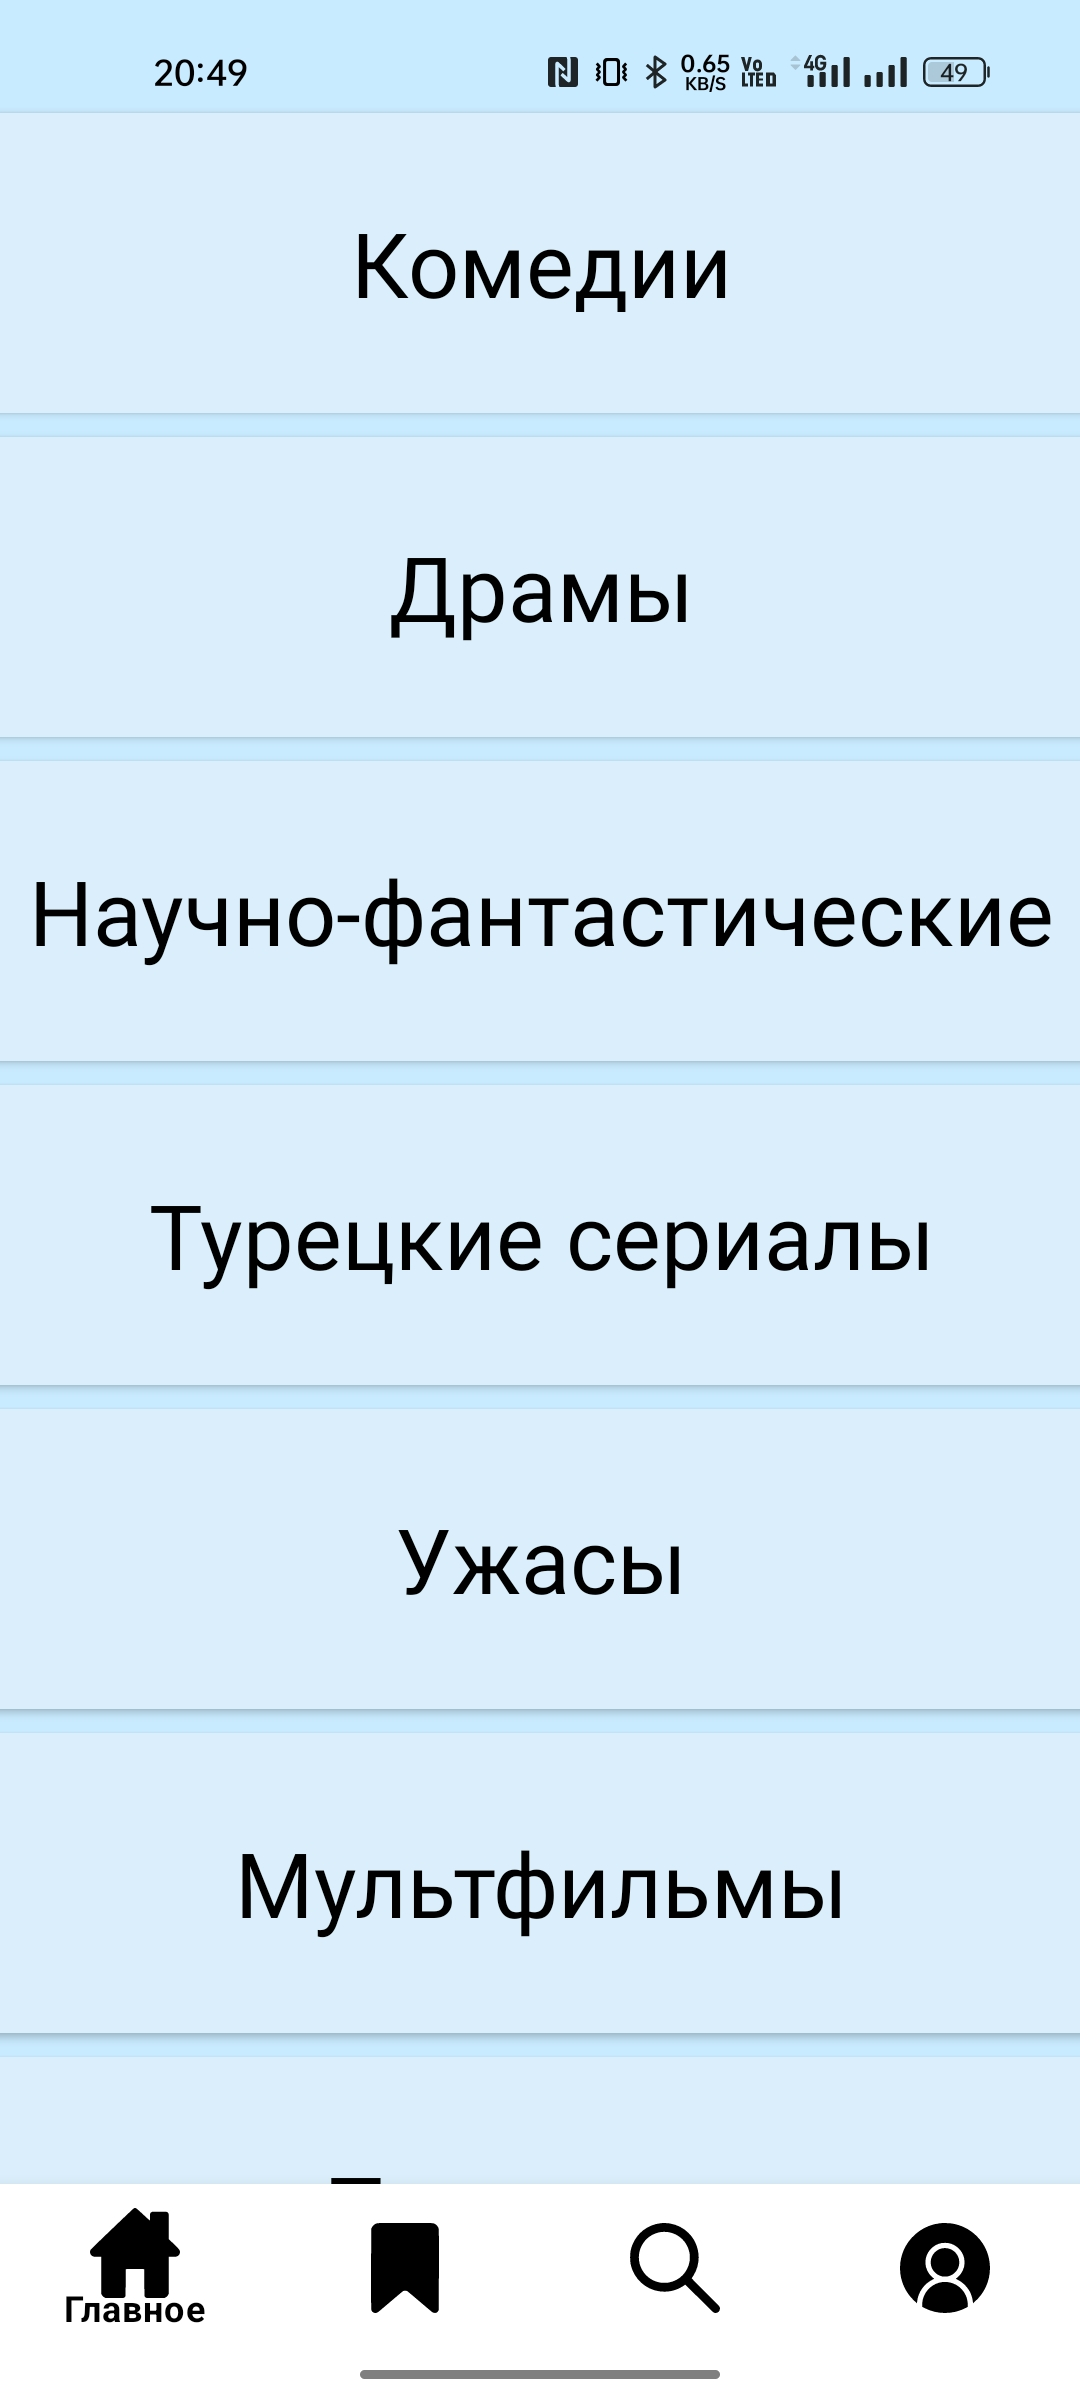 20:49
0.65 KB/S
Vo LTE
4G
49
Комедии
Драмы
Научно-фантастические
Турецкие сериалы
Ужасы
Мультфильмы
Главное